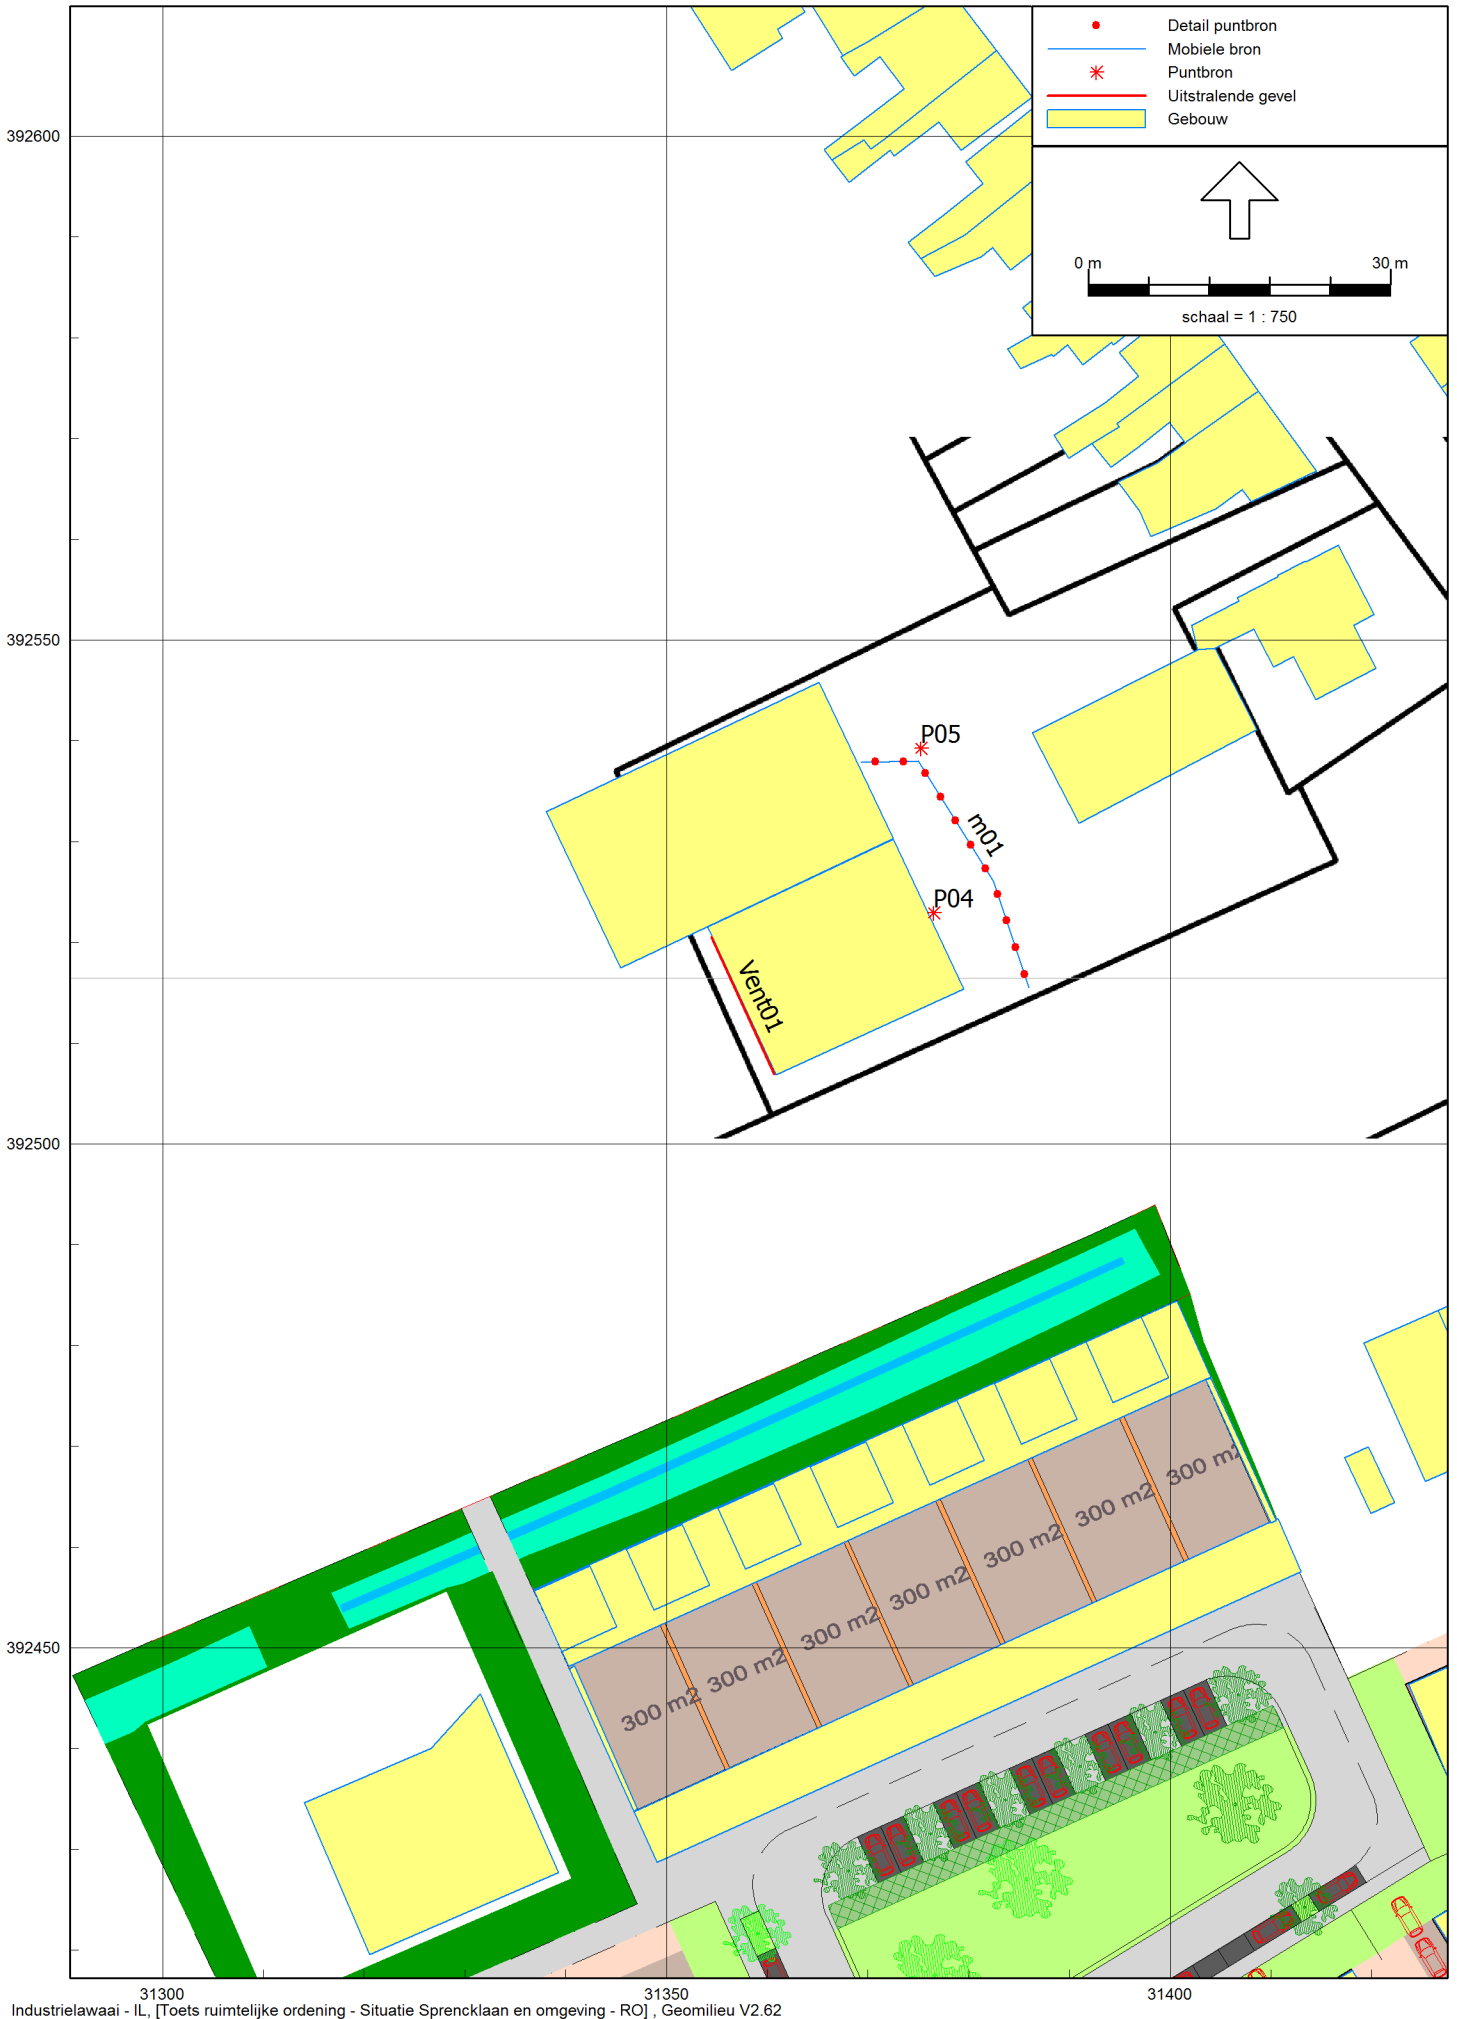 Detail puntbron
Mobiele bron
Puntbron
Uitstralende gevel
Gebouw
392600
0 m 30 m
schaal = 1 : 750
392550
P05
m01
P04
Vent01
392500
300 m2
300 m2
300 m2
300 m2
300 m2
300 m2
300 m2
392450
31300 31350 31400
Industrielawaai - IL, [Toets ruimtelijke ordening - Situatie Sprencklaan en omgeving - RO] , Geomilieu V2.62